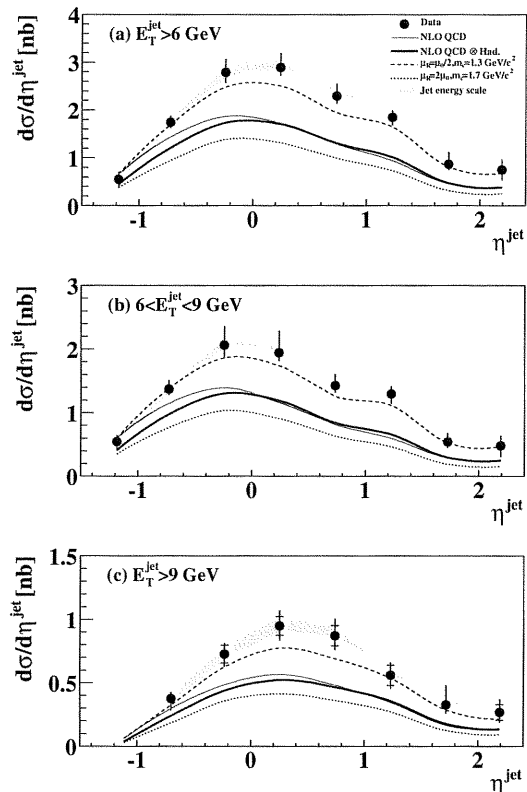 (a) E_T^jet>6 GeV
Data
NLO QCD
NLO QCD ⊗ Had.
μ_R=μ_0/2,m_c=1.3 GeV/c²
μ_R=2μ_0,m_c=1.7 GeV/c²
Jet energy scale
dσ/dη^jet[nb]
4
3
2
1
0
-1 0 1 2
η^jet
(b) 6<E_T^jet<9 GeV
dσ/dη^jet[nb]
3
2
1
0
-1 0 1 2
η^jet
(c) E_T^jet>9 GeV
dσ/dη^jet [nb]
1.5
1
0.5
0
-1 0 1 2
η^jet